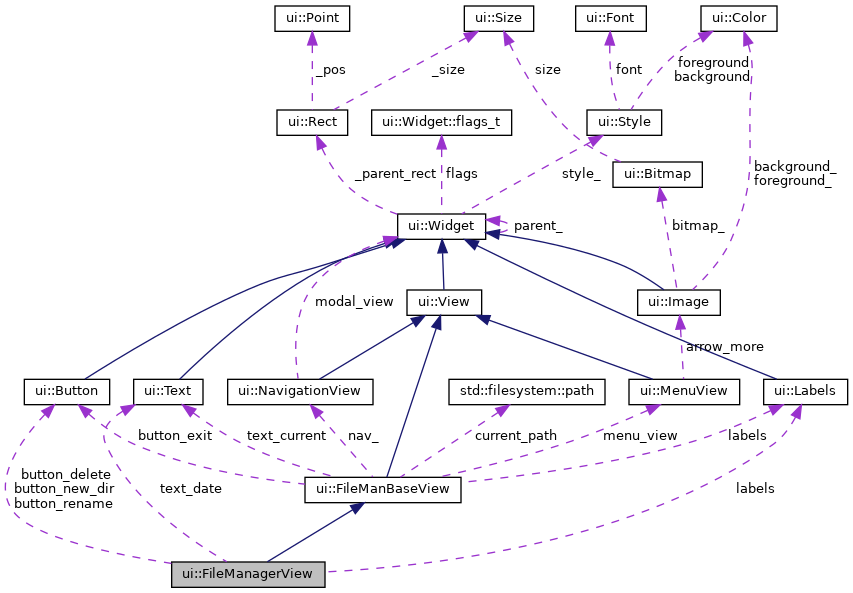 ui::Point
ui::Size
ui::Font
ui::Color
_pos
_size
size
font
foreground
background
ui::Rect
ui::Widget::flags_t
ui::Style
ui::Bitmap
_parent_rect
flags
style_
background_
foreground_
ui::Widget
parent_
bitmap_
modal_view
ui::View
ui::Image
arrow_more
ui::Button
ui::Text
ui::NavigationView
std::filesystem::path
ui::MenuView
ui::Labels
button_exit
text_current
nav_
current_path
menu_view
labels
button_delete
button_new_dir
button_rename
text_date
ui::FileManBaseView
labels
ui::FileManagerView